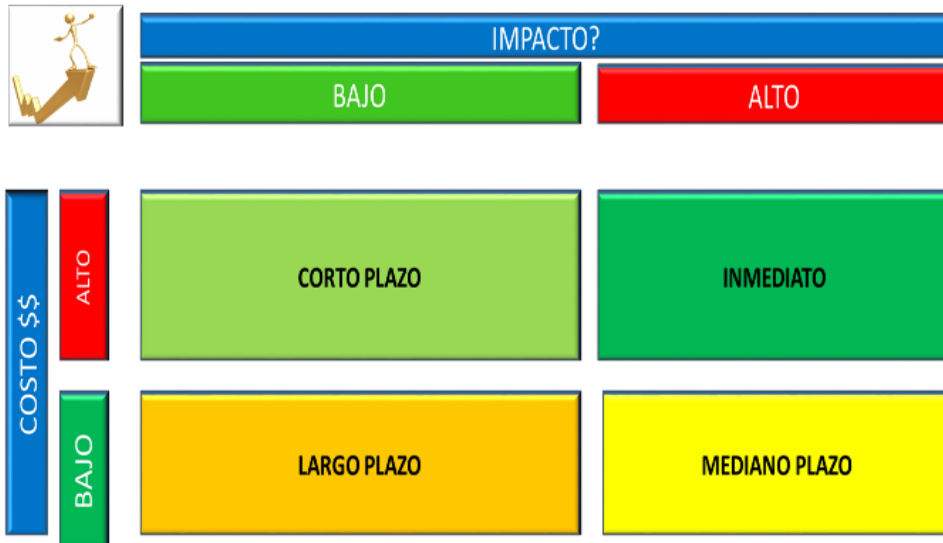 IMPACTO?
BAJO
ALTO
COSTO $$
ALTO
CORTO PLAZO
INMEDIATO
BAJO
LARGO PLAZO
MEDIANO PLAZO